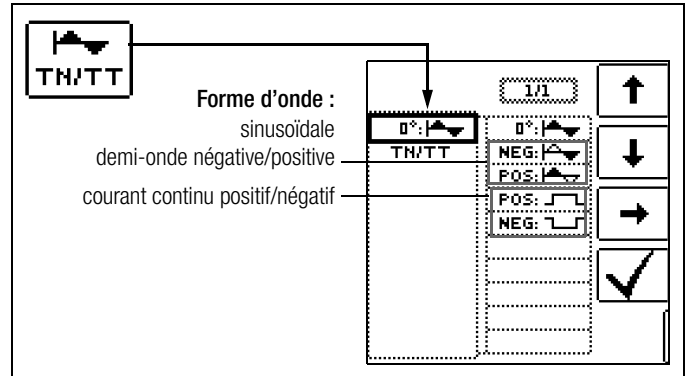 TN/TT
Forme d'onde :
sinusoïdale
demi-onde négative/positive
courant continu positif/négatif
1/1
0°:
TN/TT
0°:
NEG:
POS:
POS:
NEG: